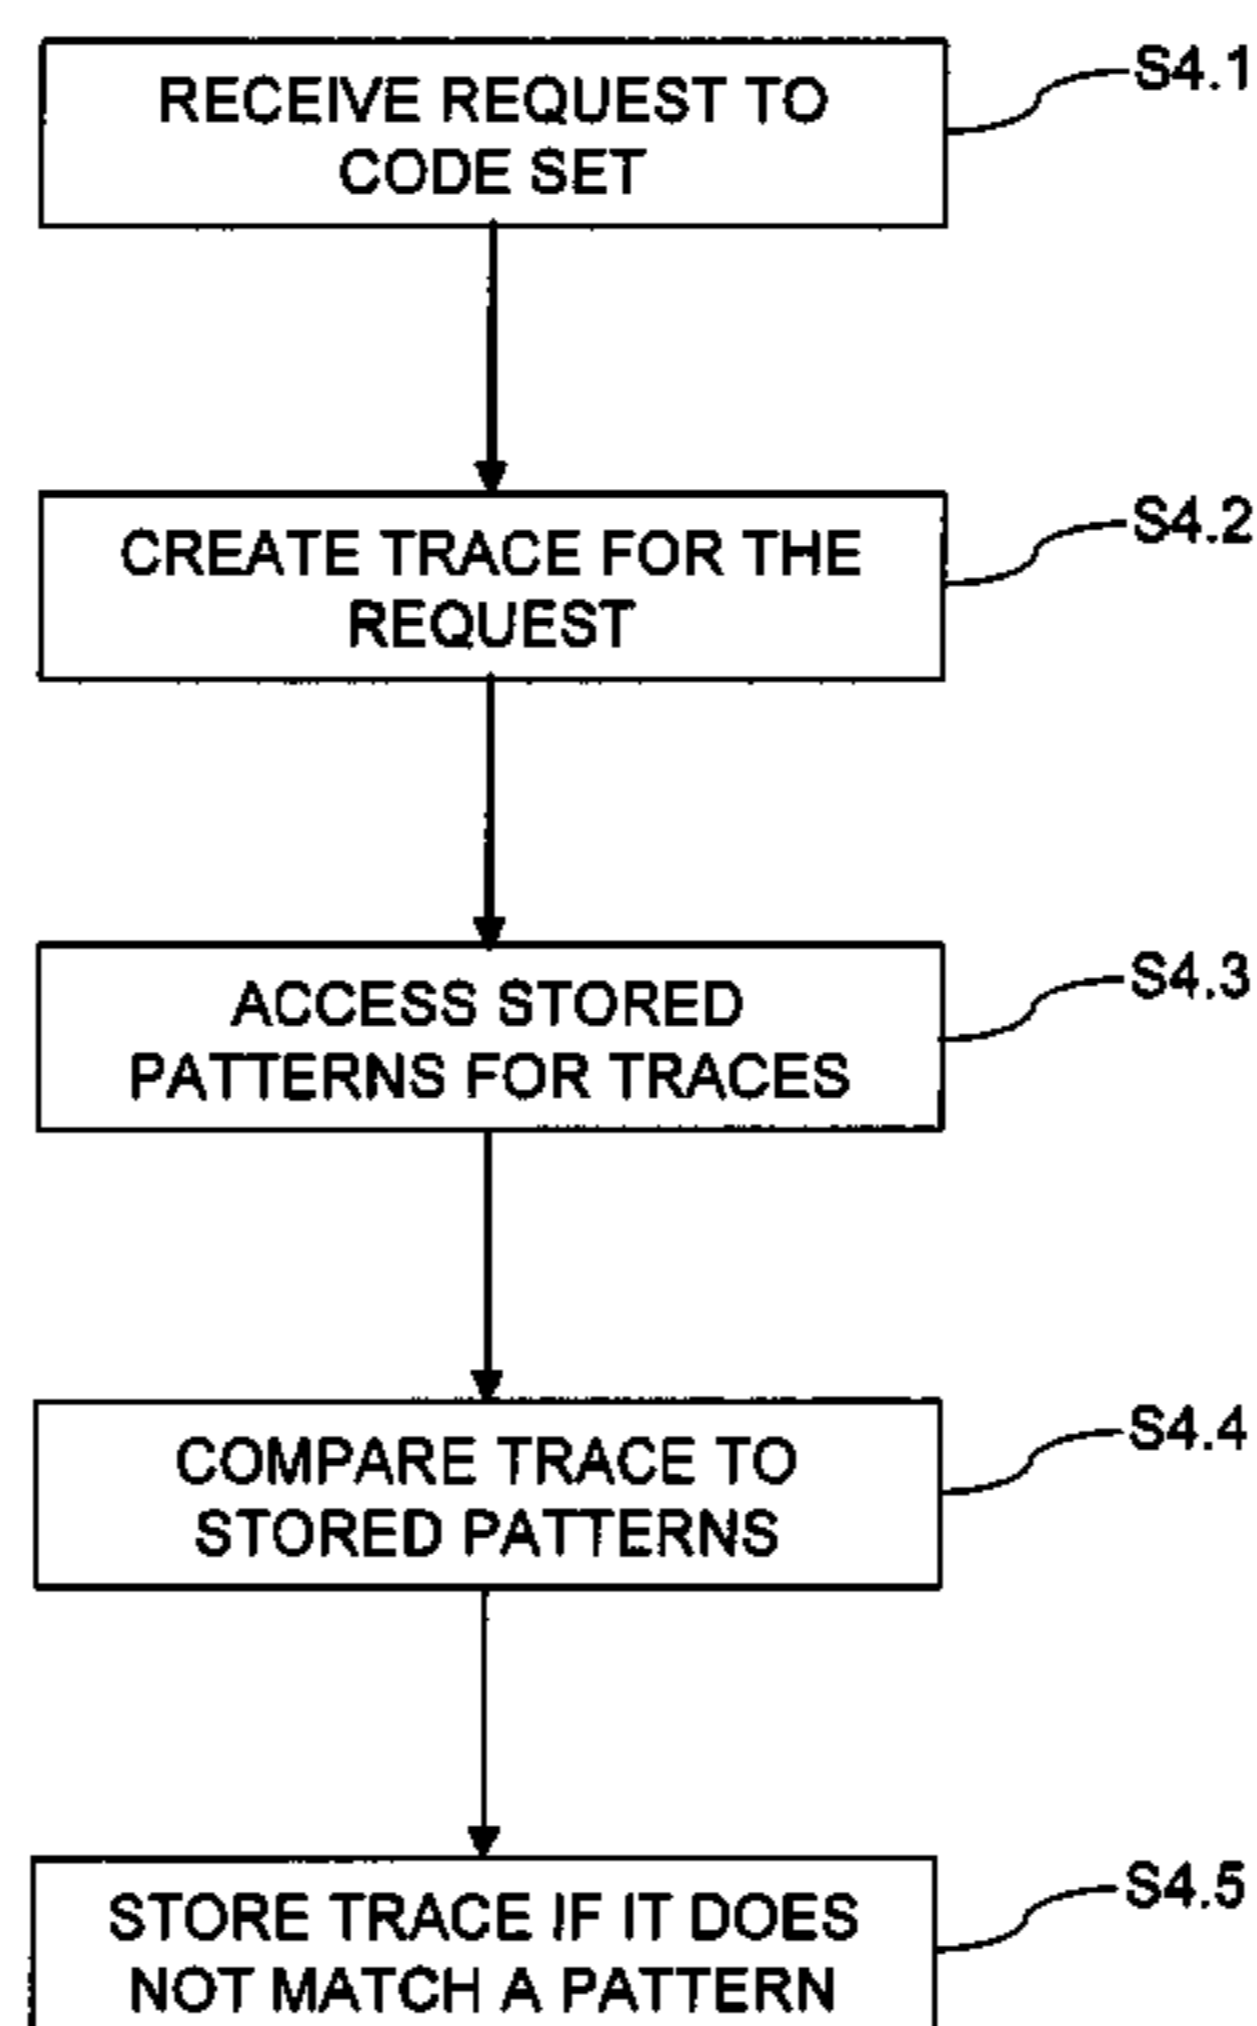 RECEIVE REQUEST TO
CODE SET
S4.1
CREATE TRACE FOR THE
REQUEST
S4.2
ACCESS STORED
PATTERNS FOR TRACES
S4.3
COMPARE TRACE TO
STORED PATTERNS
S4.4
STORE TRACE IF IT DOES
NOT MATCH A PATTERN
S4.5